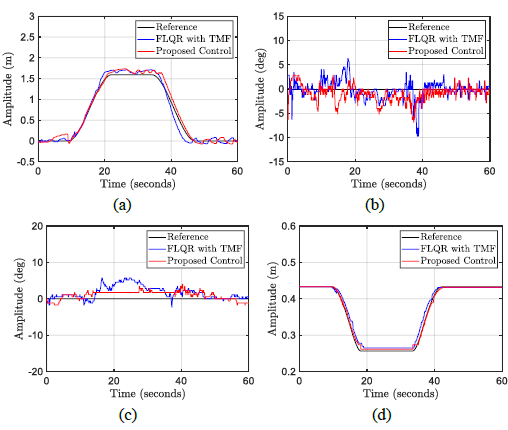 3
2.5
2
1.5
1
0.5
0
-0.5
0
20
40
60
Amplitude (m)
Time (seconds)
Reference
FLQR with TMF
Proposed Control
(a)
15
10
5
0
-5
-10
-15
0
20
40
60
Amplitude (deg)
Time (seconds)
Reference
FLQR with TMF
Proposed Control
(b)
20
10
0
-10
-20
0
20
40
60
Amplitude (deg)
Time (seconds)
Reference
FLQR with TMF
Proposed Control
(c)
0.6
0.5
0.4
0.3
0.2
0
20
40
60
Amplitude (m)
Time (seconds)
Reference
FLQR with TMF
Proposed Control
(d)